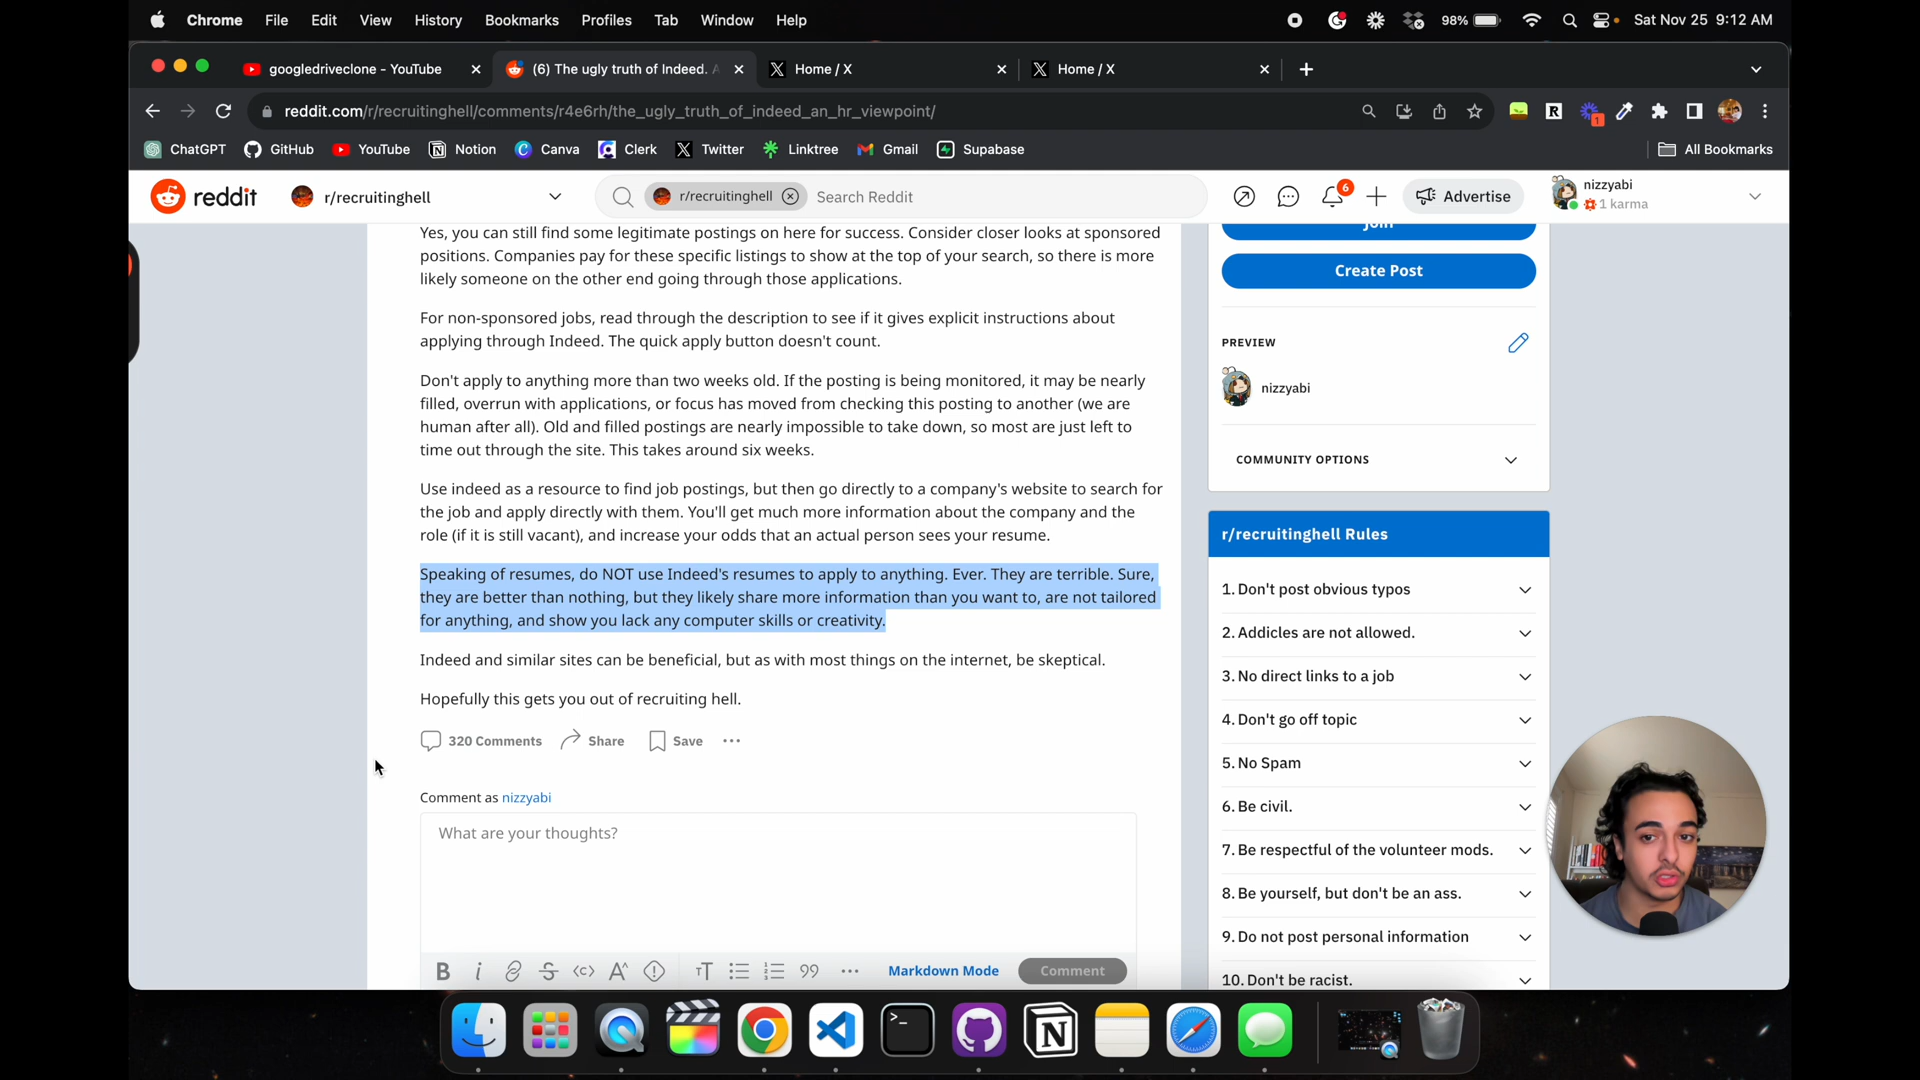 Chrome File Edit View History Bookmarks Profiles Tab Window Help 98% Sat Nov 25 9:12 AM
googledriveclone - YouTube (6) The ugly truth of Indeed. Home / X Home / X
reddit.com/r/recruitinghell/comments/r4e6rh/the_ugly_truth_of_indeed_an_hr_viewpoint/
ChatGPT GitHub YouTube Notion Canva Clerk Twitter Linktree Gmail Supabase All Bookmarks
reddit r/recruitinghell r/recruitinghell Search Reddit 6 Advertise nizzyabi
1 karma
Yes, you can still find some legitimate postings on here for success. Consider closer looks at sponsored
positions. Companies pay for these specific listings to show at the top of your search, so there is more
likely someone on the other end going through those applications.
For non-sponsored jobs, read through the description to see if it gives explicit instructions about
applying through Indeed. The quick apply button doesn't count.
Don't apply to anything more than two weeks old. If the posting is being monitored, it may be nearly
filled, overrun with applications, or focus has moved from checking this posting to another (we are
human after all). Old and filled postings are nearly impossible to take down, so most are just left to
time out through the site. This takes around six weeks.
Use indeed as a resource to find job postings, but then go directly to a company's website to search for
the job and apply directly with them. You'll get much more information about the company and the
role (if it is still vacant), and increase your odds that an actual person sees your resume.
Speaking of resumes, do NOT use Indeed's resumes to apply to anything. Ever. They are terrible. Sure,
they are better than nothing, but they likely share more information than you want to, are not tailored
for anything, and show you lack any computer skills or creativity.
Indeed and similar sites can be beneficial, but as with most things on the internet, be skeptical.
Hopefully this gets you out of recruiting hell.
320 Comments Share Save
Comment as nizzyabi
What are your thoughts?
Markdown Mode Comment
Join
Create Post
PREVIEW
nizzyabi
COMMUNITY OPTIONS
r/recruitinghell Rules
1. Don't post obvious typos
2. Addicles are not allowed.
3. No direct links to a job
4. Don't go off topic
5. No Spam
6. Be civil.
7. Be respectful of the volunteer mods.
8. Be yourself, but don't be an ass.
9. Do not post personal information
10. Don't be racist.